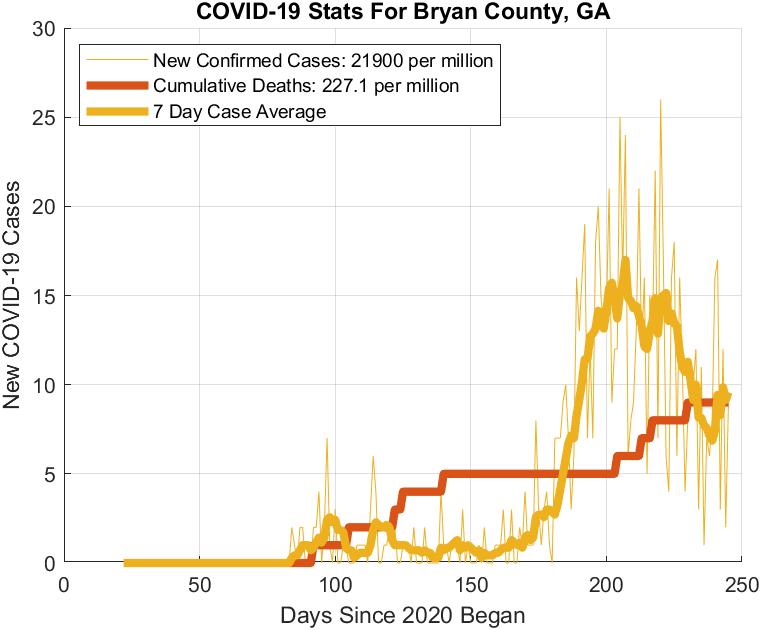 COVID-19 Stats For Bryan County, GA
New Confirmed Cases: 21900 per million
Cumulative Deaths: 227.1 per million
7 Day Case Average
New COVID-19 Cases
30
25
20
15
10
5
0
0 50 100 150 200 250
Days Since 2020 Began